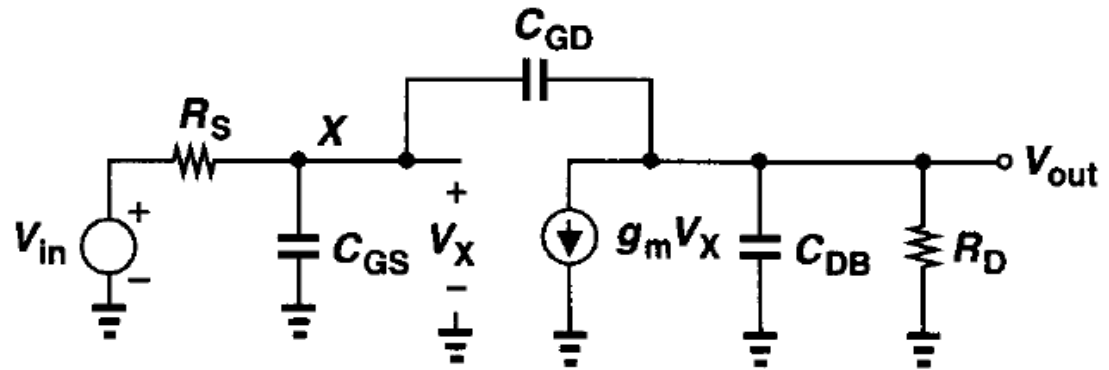 C_GD
R_S
X
V_in
+
−
C_GS
+
V_X
−
g_m V_X
C_DB
R_D
V_out